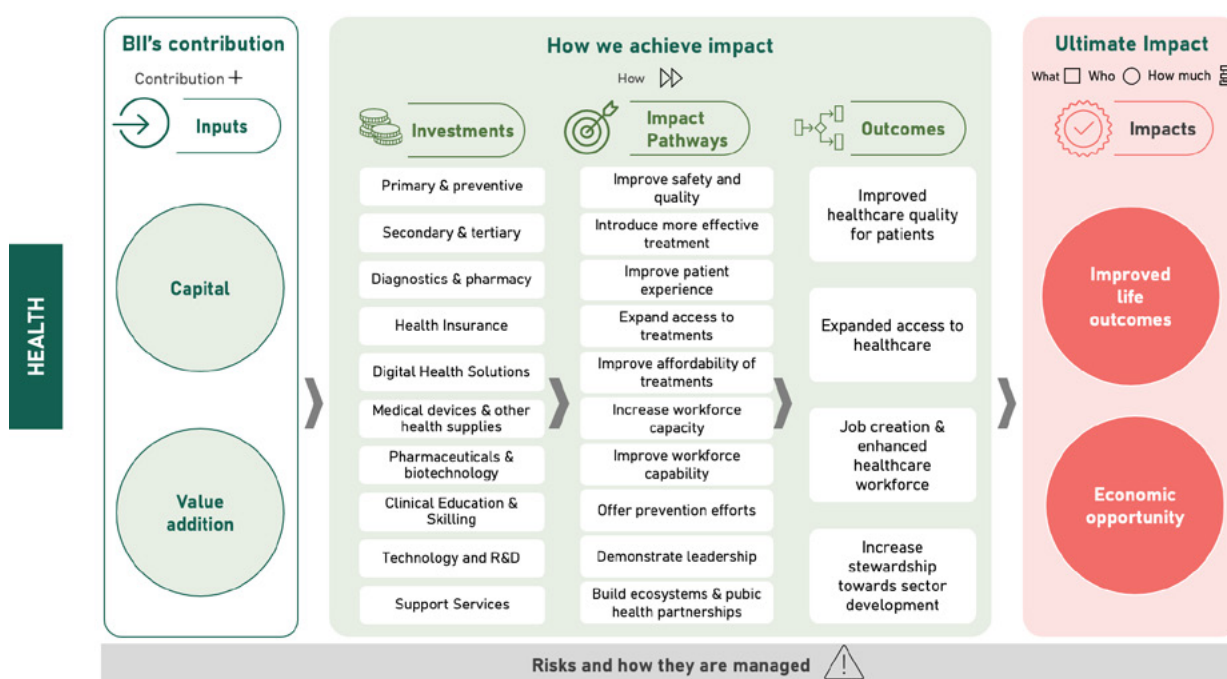 HEALTH
BII's contribution
Contribution +
Inputs
Capital
Value
addition
How we achieve impact
How
Investments
Primary & preventive
Secondary & tertiary
Diagnostics & pharmacy
Health Insurance
Digital Health Solutions
Medical devices & other
health supplies
Pharmaceuticals &
biotechnology
Clinical Education &
Skilling
Technology and R&D
Support Services
Impact
Pathways
Improve safety and
quality
Introduce more effective
treatment
Improve patient
experience
Expand access to
treatments
Improve affordability of
treatments
Increase workforce
capacity
Improve workforce
capability
Offer prevention efforts
Demonstrate leadership
Build ecosystems & pubic
health partnerships
Outcomes
Improved
healthcare quality
for patients
Expanded access to
healthcare
Job creation &
enhanced
healthcare
workforce
Increase
stewardship
towards sector
development
Ultimate Impact
What Who How much
Impacts
Improved
life
outcomes
Economic
opportunity
Risks and how they are managed